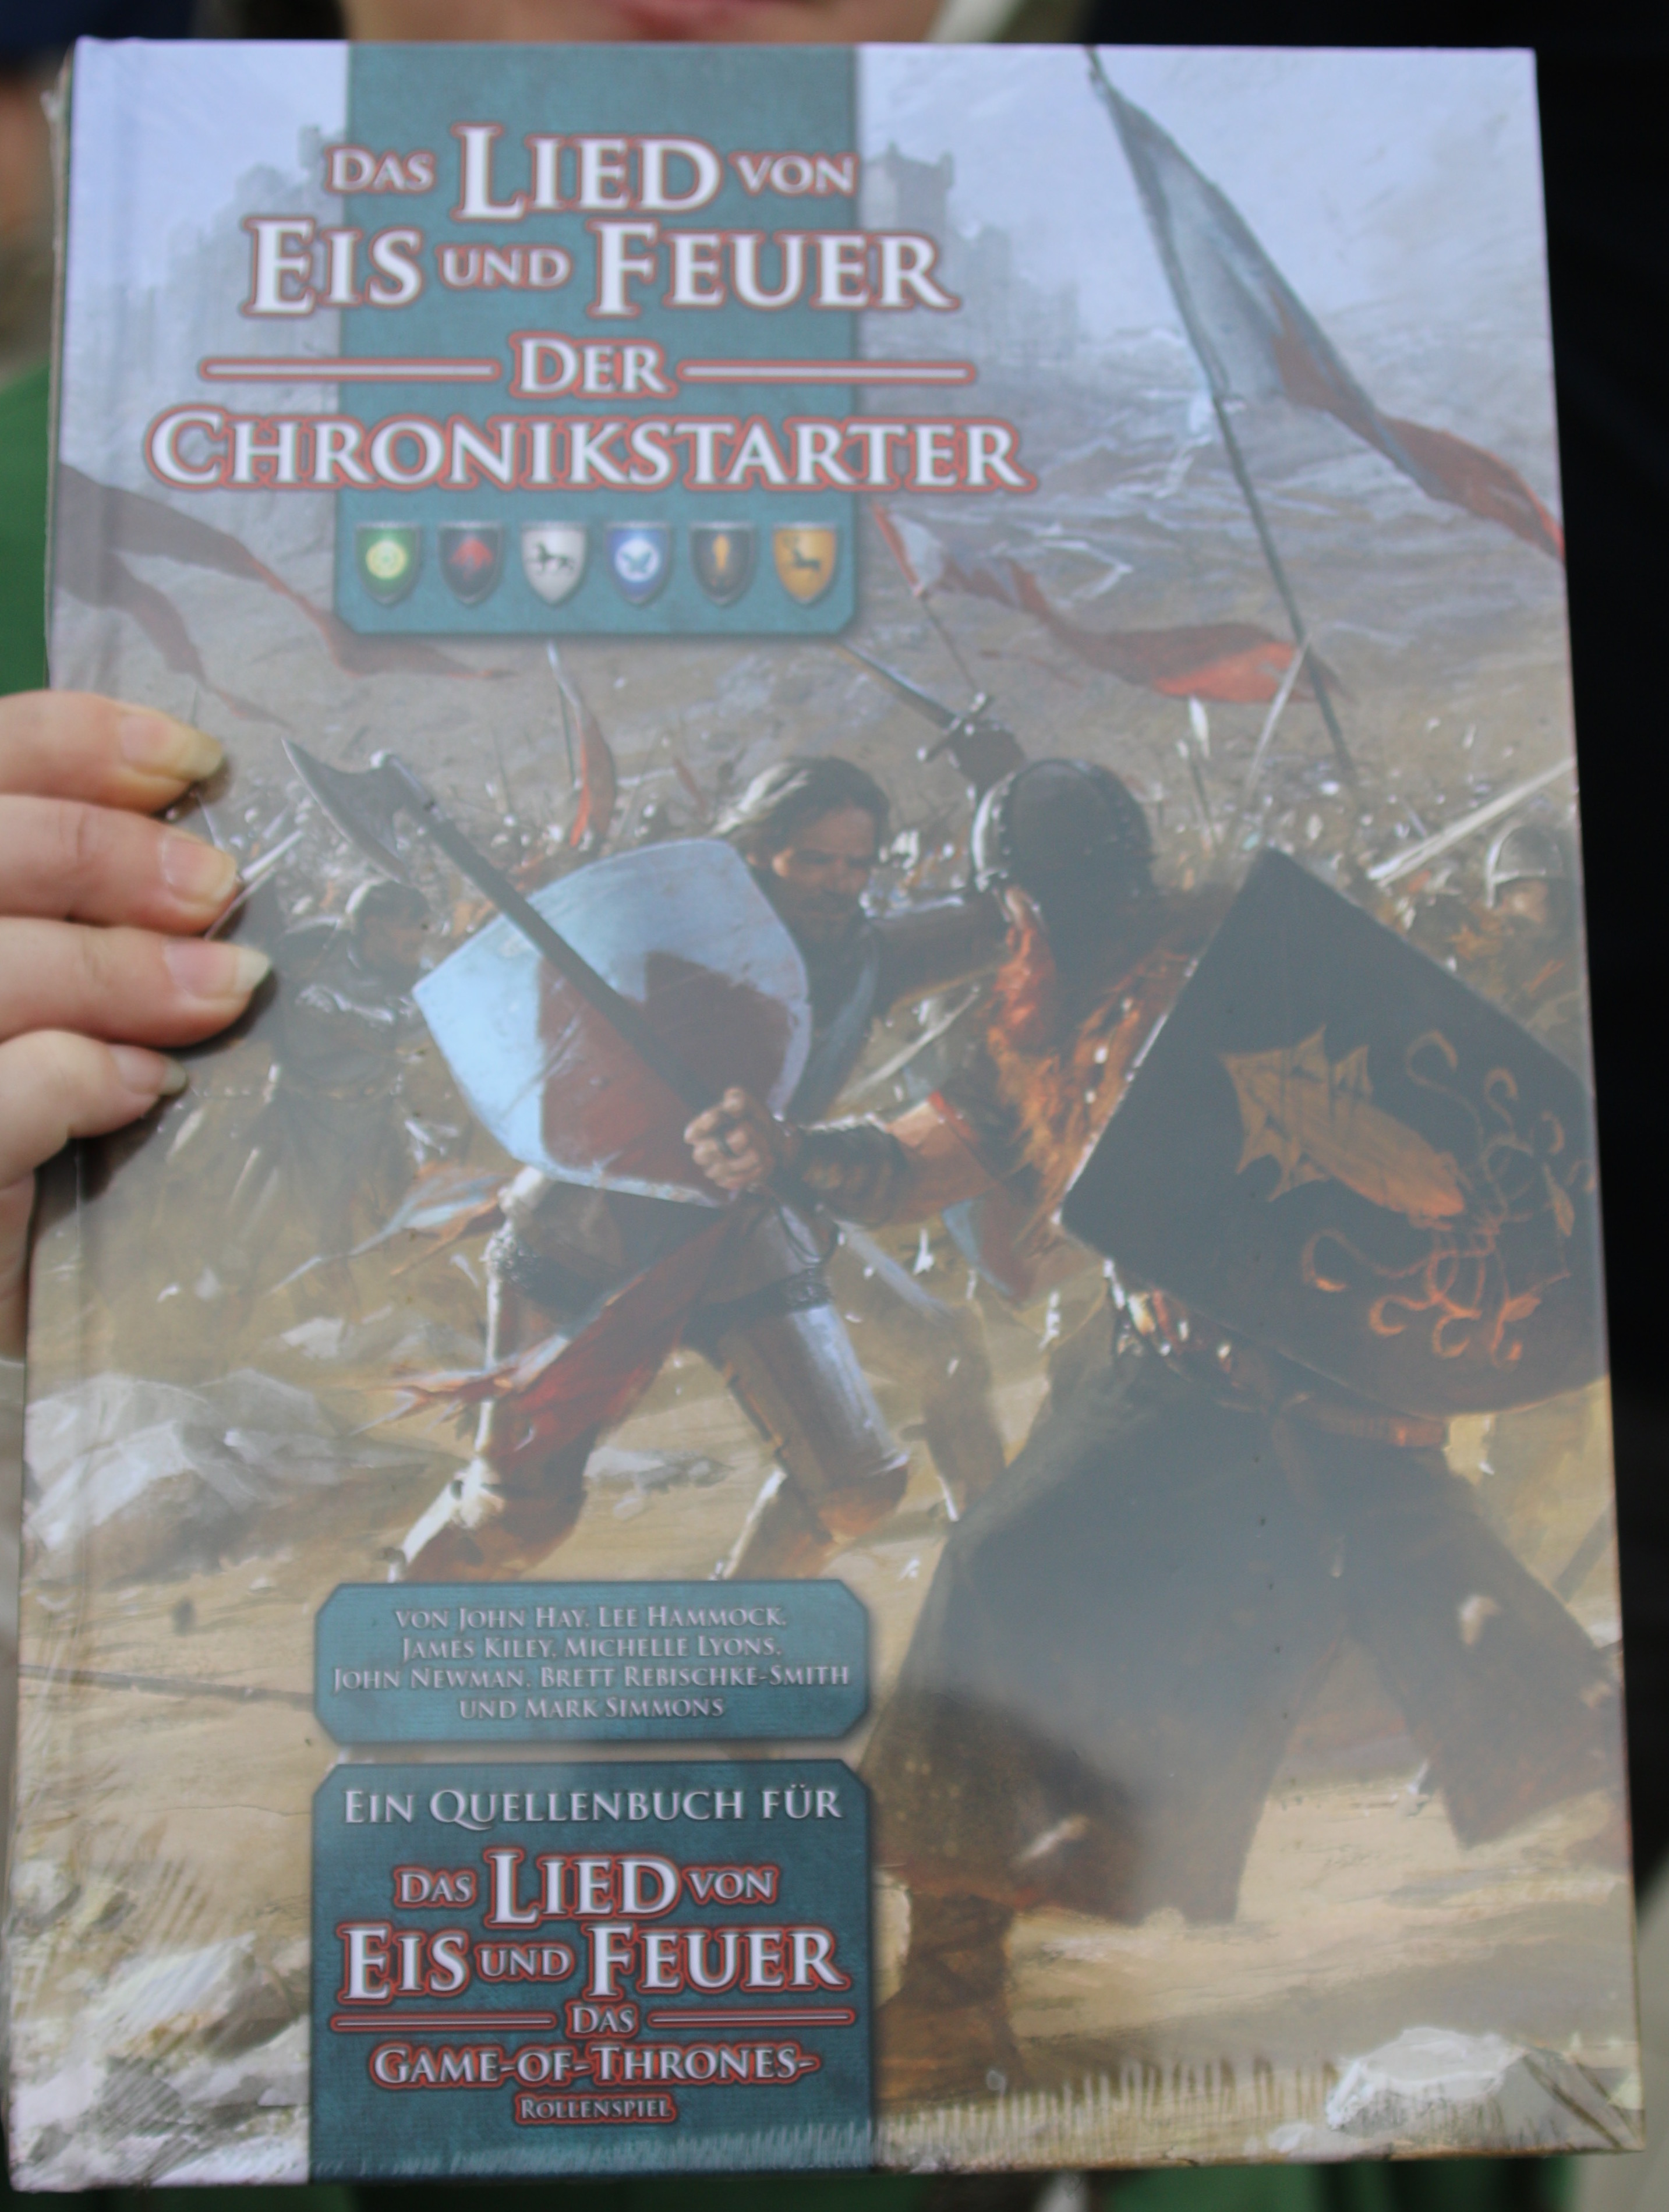 DAS LIED VON
EIS UND FEUER
DER
CHRONIKSTARTER
VON JOHN HAY, LEE HAMMOCK,
JAMES KILEY, MICHELLE LYONS,
JOHN NEWMAN, BRETT REBISCHKE-SMITH
UND MARK SIMMONS
EIN QUELLENBUCH FÜR
DAS LIED VON
EIS UND FEUER
DAS
GAME-OF-THRONES-
ROLLENSPIEL